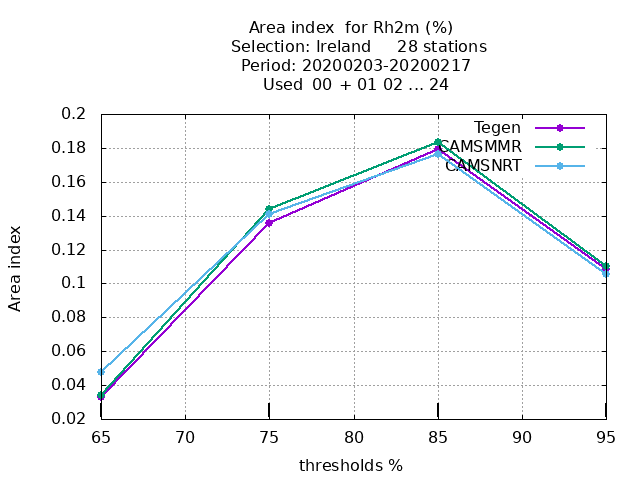 Area index  for Rh2m (%)
Selection: Ireland     28 stations
Period: 20200203-20200217
Used  00 + 01 02 ... 24
Tegen
CAMSMMR
CAMSNRT
Area index
0.2
0.18
0.16
0.14
0.12
0.1
0.08
0.06
0.04
0.02
65 70 75 80 85 90 95
thresholds %